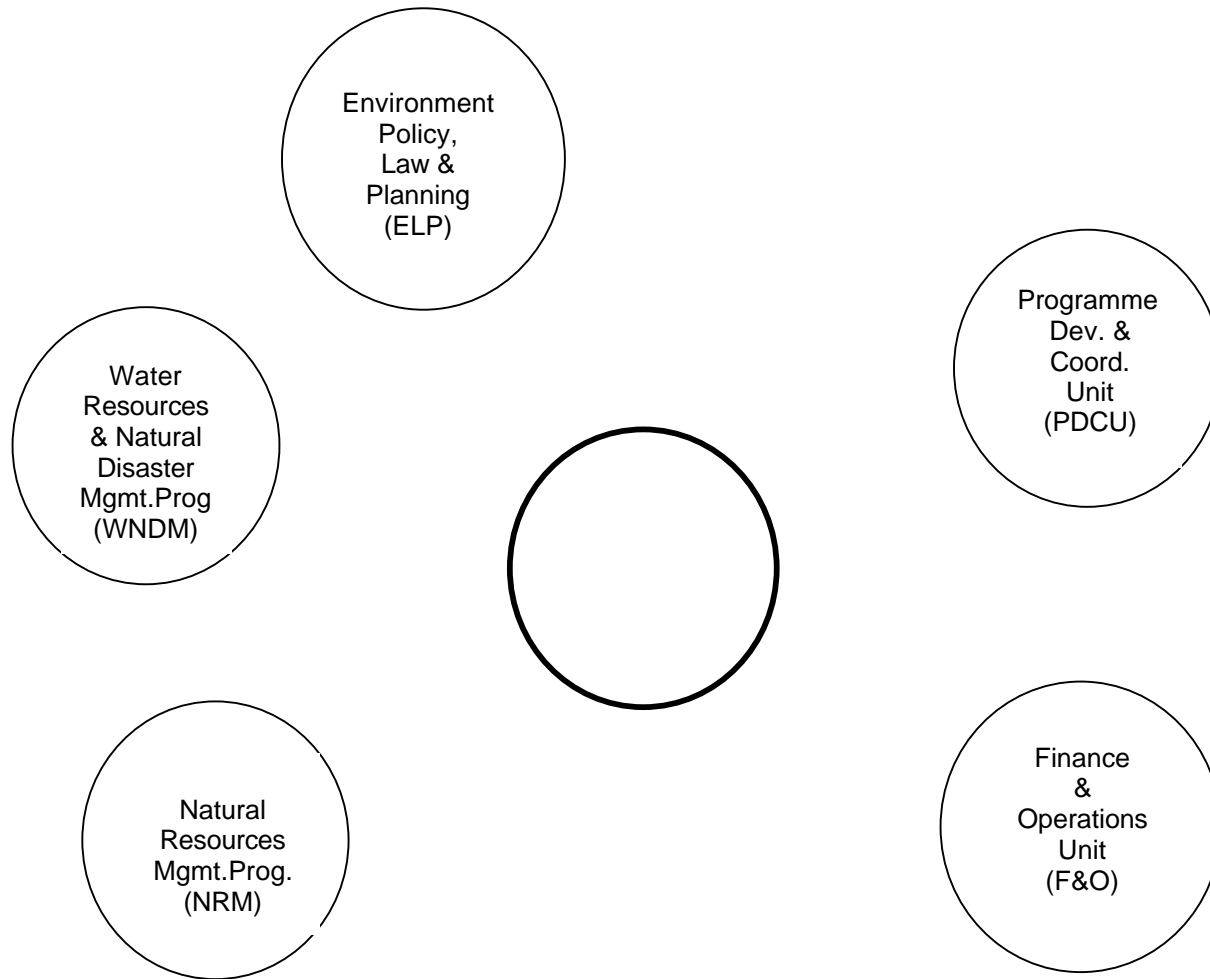 Environment
Policy,
Law &
Planning
(ELP)
Programme
Dev. &
Coord.
Unit
(PDCU)
Water
Resources
& Natural
Disaster
Mgmt.Prog
(WNDM)
Finance
&
Operations
Unit
(F&O)
Natural
Resources
Mgmt.Prog.
(NRM)